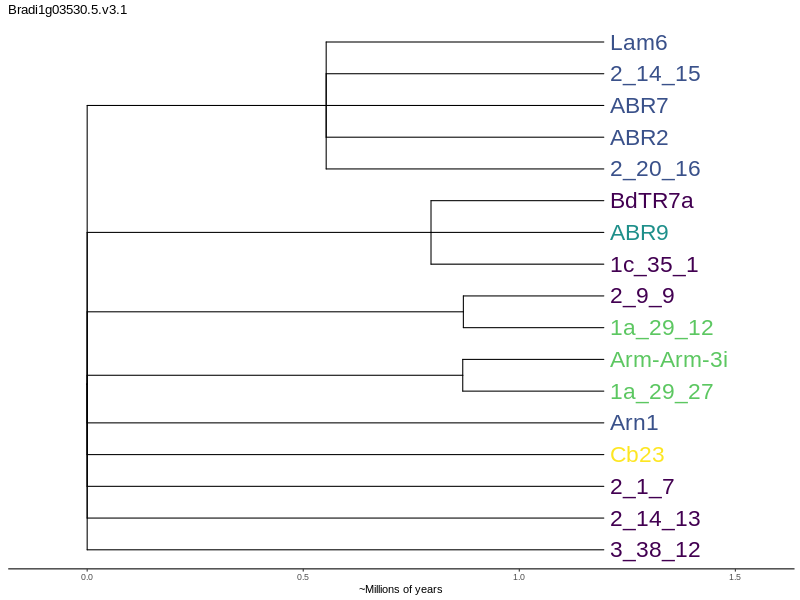 Bradi1g03530.5.v3.1
Lam6
2_14_15
ABR7
ABR2
2_20_16
BdTR7a
ABR9
1c_35_1
2_9_9
1a_29_12
Arm-Arm-3i
1a_29_27
Arn1
Cb23
2_1_7
2_14_13
3_38_12
0.0 0.5 1.0 1.5
~Millions of years